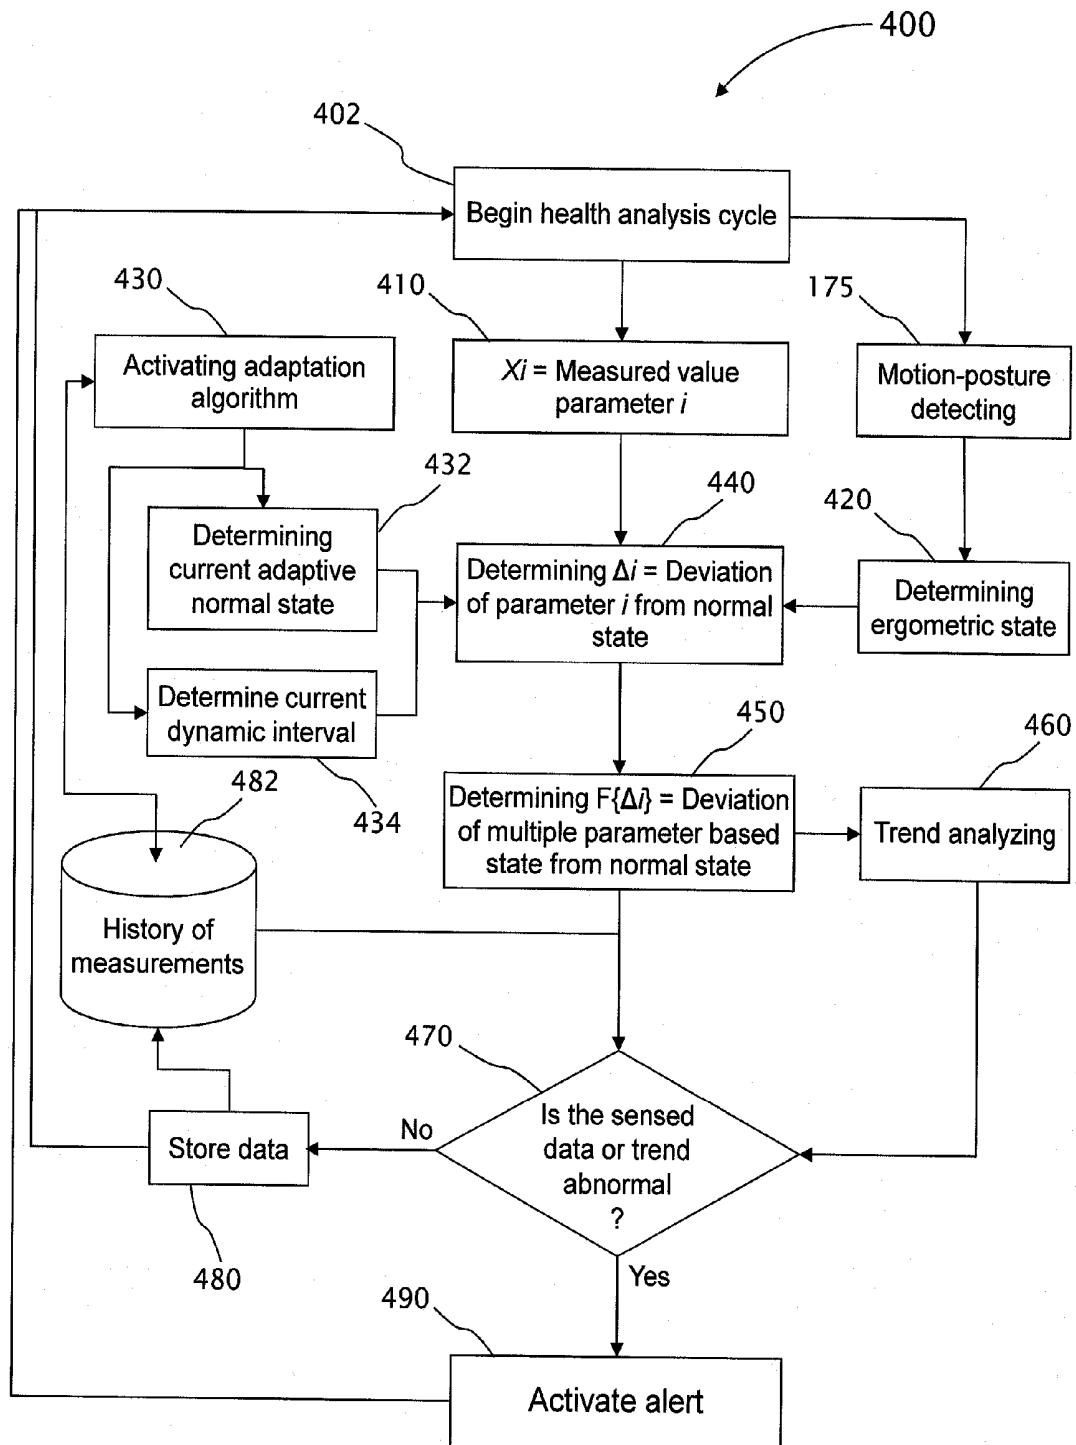 400
402
Begin health analysis cycle
430
410
175
Activating adaptation
algorithm
Xi = Measured value
parameter i
Motion-posture
detecting
432
440
420
Determining
current adaptive
normal state
Determining Δi = Deviation
of parameter i from normal
state
Determining
ergometric state
Determine current
dynamic interval
434
450
460
482
Determining F{Δi} = Deviation
of multiple parameter based
state from normal state
Trend analyzing
History of
measurements
470
Is the sensed
data or trend
abnormal
?
No
Store data
480
Yes
490
Activate alert